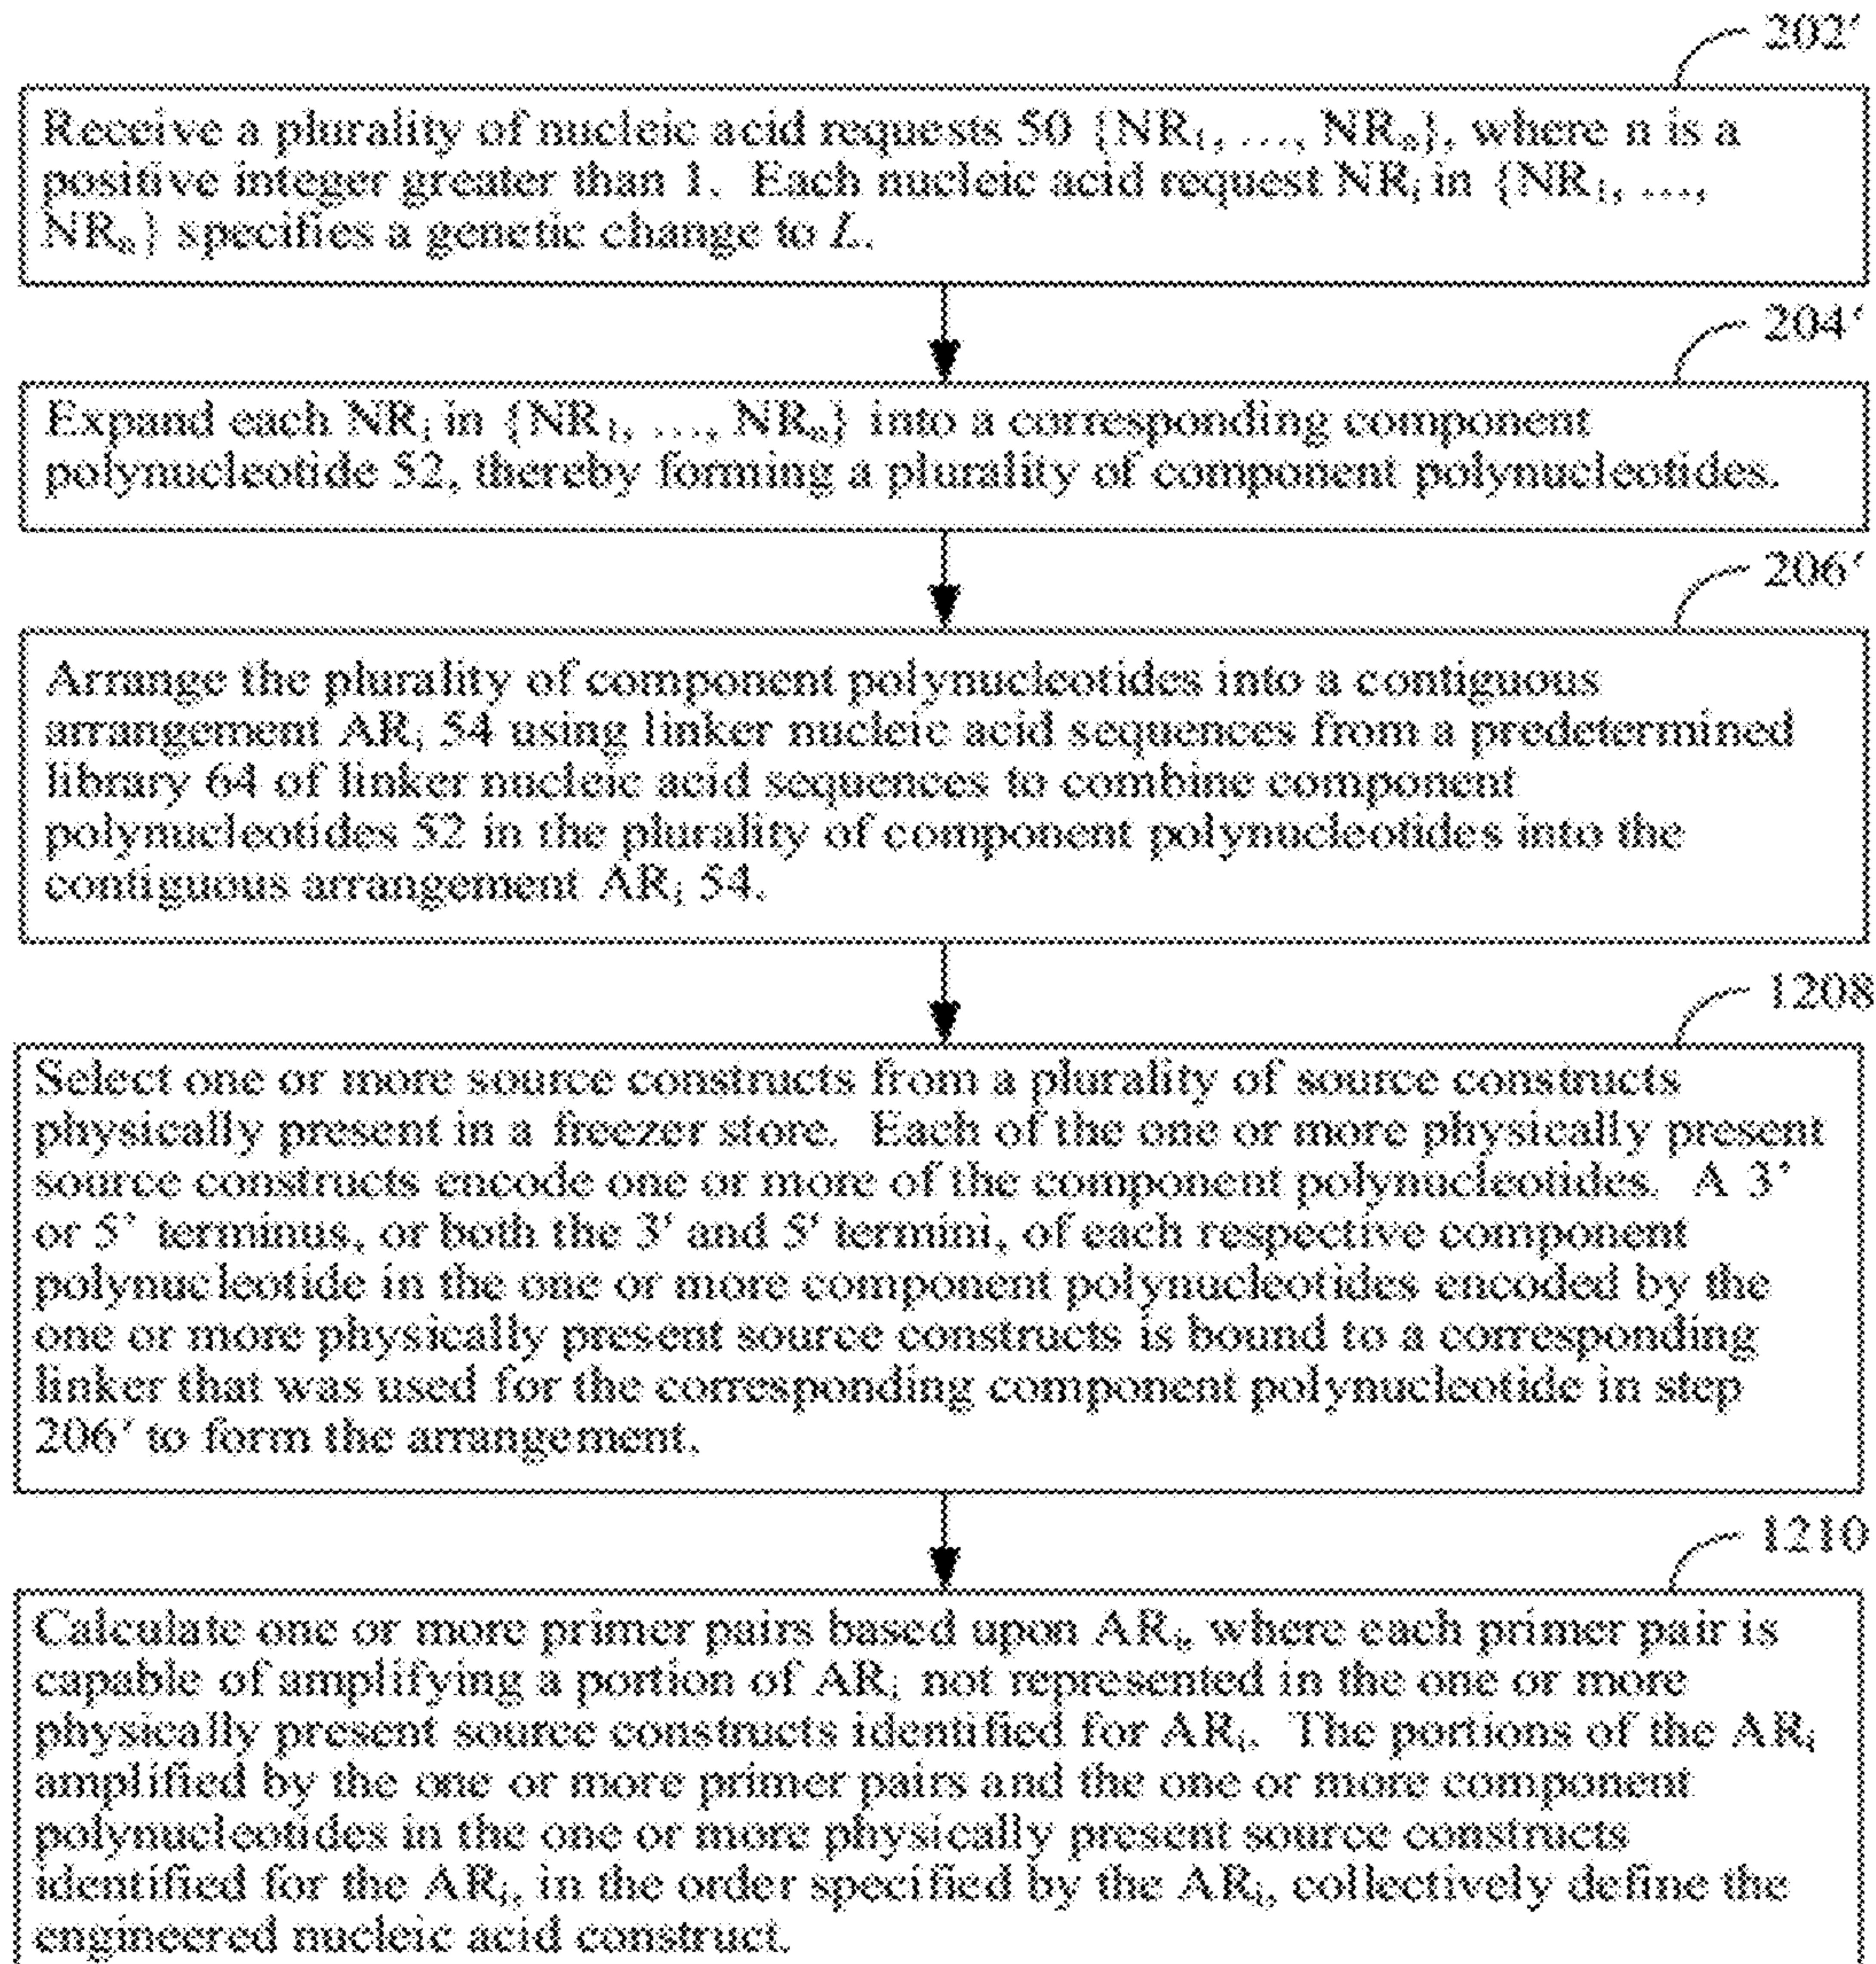 202′
Receive a plurality of nucleic acid requests 50 {NR₁, ..., NRₙ}, where n is a
positive integer greater than 1. Each nucleic acid request NRᵢ in {NR₁, ...,
NRₙ} specifies a genetic change to L.
204′
Expand each NRᵢ in {NR₁, ..., NRₙ} into a corresponding component
polynucleotide 52, thereby forming a plurality of component polynucleotides.
206′
Arrange the plurality of component polynucleotides into a contiguous
arrangement ARᵢ 54 using linker nucleic acid sequences from a predetermined
library 64 of linker nucleic acid sequences to combine component
polynucleotides 52 in the plurality of component polynucleotides into the
contiguous arrangement ARᵢ 54.
1208
Select one or more source constructs from a plurality of source constructs
physically present in a freezer store. Each of the one or more physically present
source constructs encode one or more of the component polynucleotides. A 3’
or 5’ terminus, or both the 3' and 5' termini, of each respective component
polynucleotide in the one or more component polynucleotides encoded by the
one or more physically present source constructs is bound to a corresponding
linker that was used for the corresponding component polynucleotide in step
206′ to form the arrangement.
1210
Calculate one or more primer pairs based upon ARᵢ, where each primer pair is
capable of amplifying a portion of ARᵢ not represented in the one or more
physically present source constructs identified for ARᵢ. The portions of the ARᵢ
amplified by the one or more primer pairs and the one or more component
polynucleotides in the one or more physically present source constructs
identified for the ARᵢ, in the order specified by the ARᵢ, collectively define the
engineered nucleic acid construct.